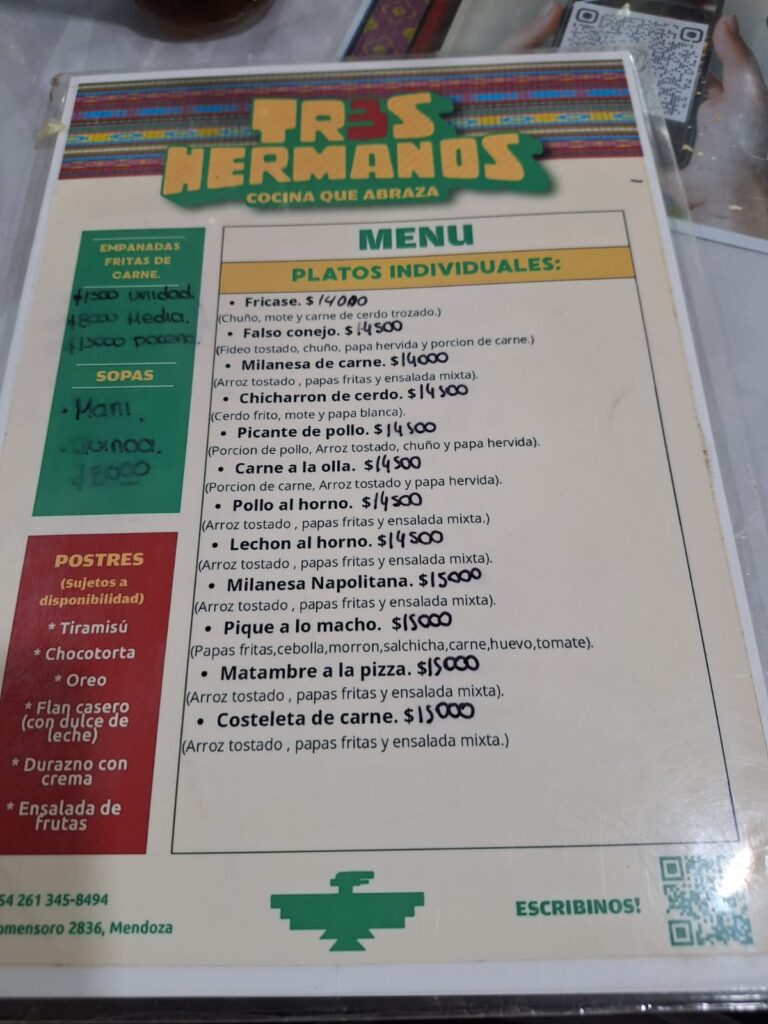 TR3S
HERMANOS
COCINA QUE ABRAZA
EMPANADAS
FRITAS DE
CARNE.
$1500 unidad.
$8000 Media.
$15000 Docena.
SOPAS
• Mani.
• Quinoa.
$8000
POSTRES
(Sujetos a
disponibilidad)
* Tiramisú
* Chocotorta
* Oreo
* Flan casero
(con dulce de
leche)
* Durazno con
crema
* Ensalada de
frutas
MENU
PLATOS INDIVIDUALES:
• Fricase. $14000
(Chuño, mote y carne de cerdo trozado.)
• Falso conejo. $14500
(Fideo tostado, chuño, papa hervida y porcion de carne.)
• Milanesa de carne. $14000
(Arroz tostado , papas fritas y ensalada mixta).
• Chicharron de cerdo. $14500
(Cerdo frito, mote y papa blanca).
• Picante de pollo. $14500
(Porcion de pollo, Arroz tostado, chuño y papa hervida).
• Carne a la olla. $14500
(Porcion de carne, Arroz tostado y papa hervida).
• Pollo al horno. $14500
(Arroz tostado , papas fritas y ensalada mixta.)
• Lechon al horno. $14500
(Arroz tostado , papas fritas y ensalada mixta).
• Milanesa Napolitana. $15000
(Arroz tostado , papas fritas y ensalada mixta).
• Pique a lo macho. $15000
(Papas fritas,cebolla,morron,salchicha,carne,huevo,tomate).
• Matambre a la pizza. $15000
(Arroz tostado , papas fritas y ensalada mixta).
• Costeleta de carne. $15000
(Arroz tostado , papas fritas y ensalada mixta.)
54 261 345-8494
omensoro 2836, Mendoza
ESCRIBINOS!